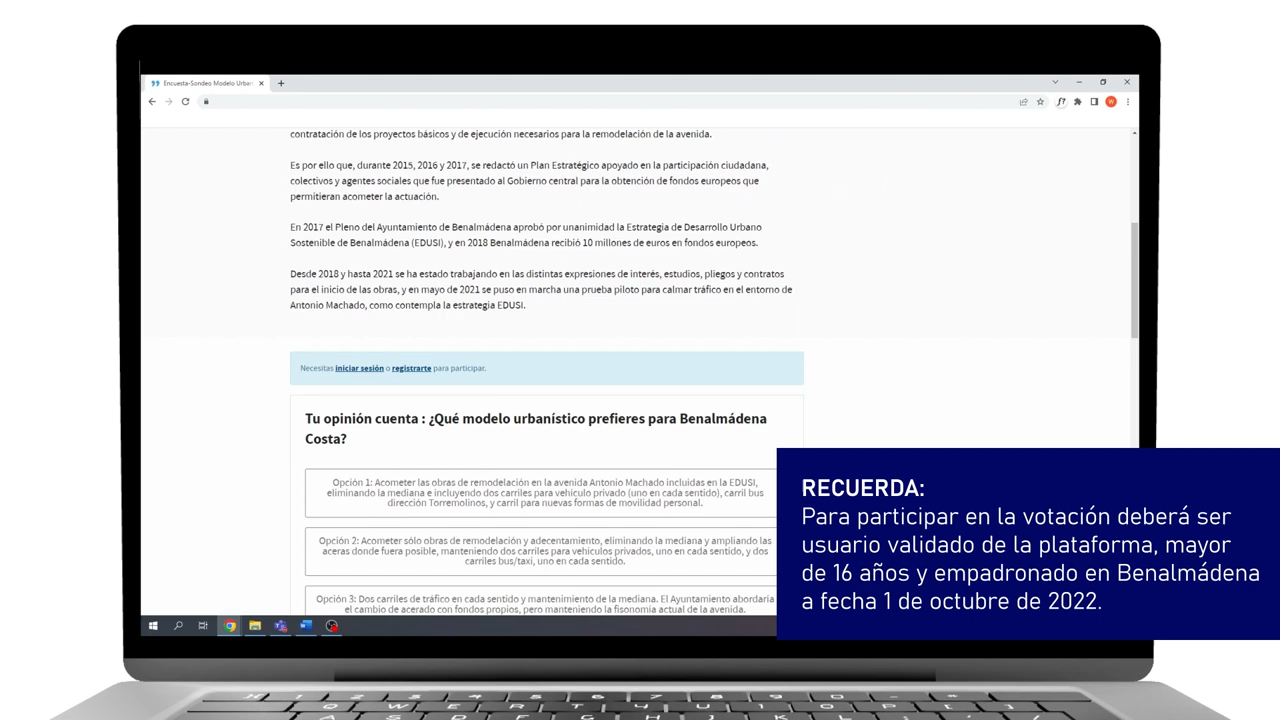 Encuesta-Sondeo Modelo Urba
contratación de los proyectos básicos y de ejecución necesarios para la remodelación de la avenida.
Es por ello que, durante 2015, 2016 y 2017, se redactó un Plan Estratégico apoyado en la participación ciudadana,
colectivos y agentes sociales que fue presentado al Gobierno central para la obtención de fondos europeos que
permitieran acometer la actuación.
En 2017 el Pleno del Ayuntamiento de Benalmádena aprobó por unanimidad la Estrategia de Desarrollo Urbano
Sostenible de Benalmádena (EDUSI), y en 2018 Benalmádena recibió 10 millones de euros en fondos europeos.
Desde 2018 y hasta 2021 se ha estado trabajando en las distintas expresiones de interés, estudios, pliegos y contratos
para el inicio de las obras, y en mayo de 2021 se puso en marcha una prueba piloto para calmar tráfico en el entorno de
Antonio Machado, como contempla la estrategia EDUSI.
Necesitas iniciar sesión o registrarte para participar.
Tu opinión cuenta : ¿Qué modelo urbanístico prefieres para Benalmádena
Costa?
Opción 1: Acometer las obras de remodelación en la avenida Antonio Machado incluidas en la EDUSI,
eliminando la mediana e incluyendo dos carriles para vehículo privado (uno en cada sentido), carril bus
dirección Torremolinos, y carril para nuevas formas de movilidad personal.
Opción 2: Acometer sólo obras de remodelación y adecentamiento, eliminando la mediana y ampliando las
aceras donde fuera posible, manteniendo dos carriles para vehículos privados, uno en cada sentido, y dos
carriles bus/taxi, uno en cada sentido.
Opción 3: Dos carriles de tráfico en cada sentido y mantenimiento de la mediana. El Ayuntamiento abordaría
el cambio de acerado con fondos propios, pero manteniendo la fisonomía actual de la avenida.
RECUERDA:
Para participar en la votación deberá ser
usuario validado de la plataforma, mayor
de 16 años y empadronado en Benalmádena
a fecha 1 de octubre de 2022.